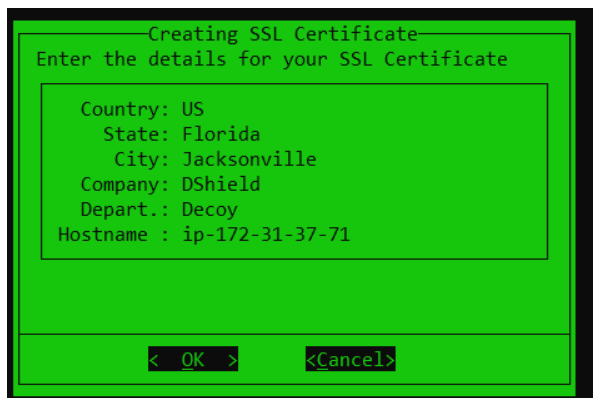 Creating SSL Certificate
Enter the details for your SSL Certificate
Country: US
State: Florida
City: Jacksonville
Company: DShield
Depart.: Decoy
Hostname : ip-172-31-37-71
< OK > <Cancel>